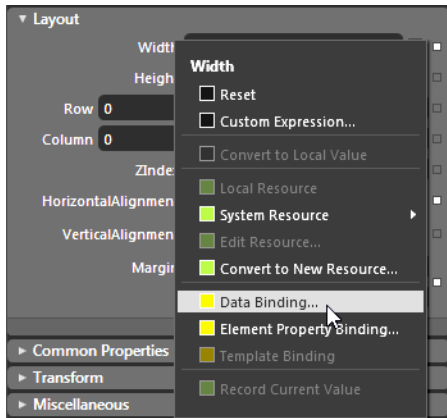 Layout
Width
Height
Row 0
Column 0
ZIndex
HorizontalAlignmen
VerticalAlignmen
Margin
Common Properties
Transform
Miscellaneous
Width
Reset
Custom Expression...
Convert to Local Value
Local Resource
System Resource
Edit Resource...
Convert to New Resource...
Data Binding...
Element Property Binding...
Template Binding
Record Current Value